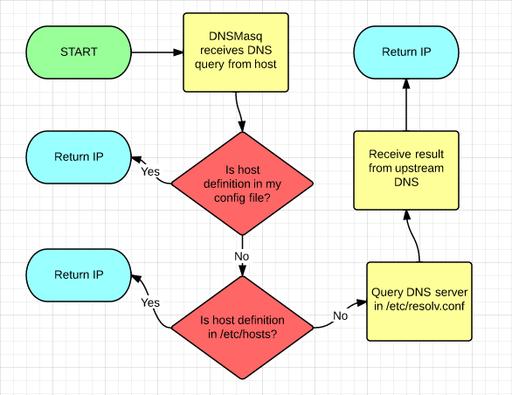 START
DNSMasq
receives DNS
query from host
Return IP
Return IP
Yes
Is host
definition in my
config file?
Receive result
from upstream
DNS
No
Return IP
Yes
Is host definition
in /etc/hosts?
No
Query DNS server
in /etc/resolv.conf